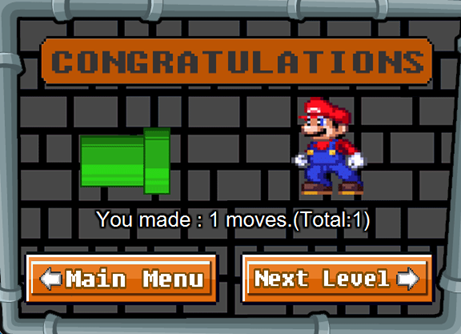 CONGRATULATIONS
You made : 1 moves.(Total:1)
Main Menu
Next Level